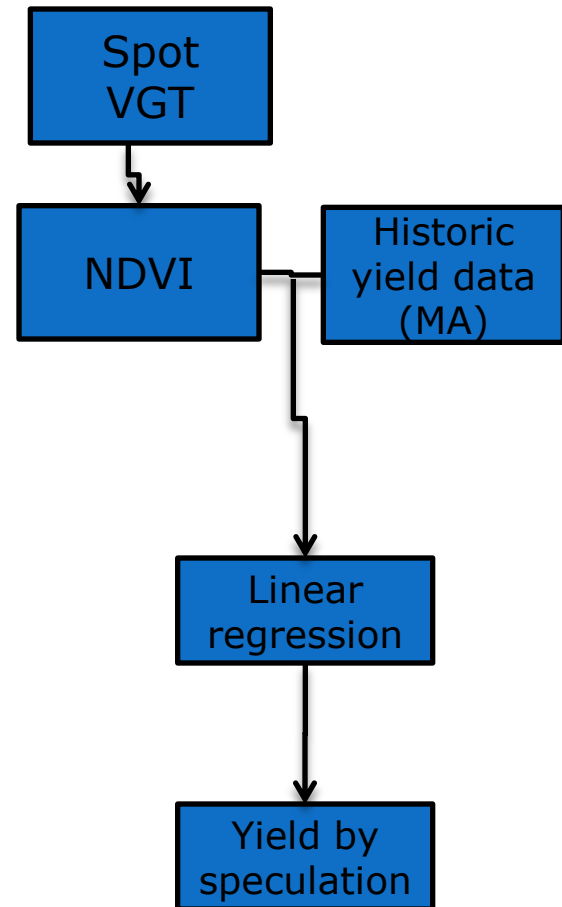 Spot
VGT
NDVI
Historic
yield data
(MA)
Linear
regression
Yield by
speculation